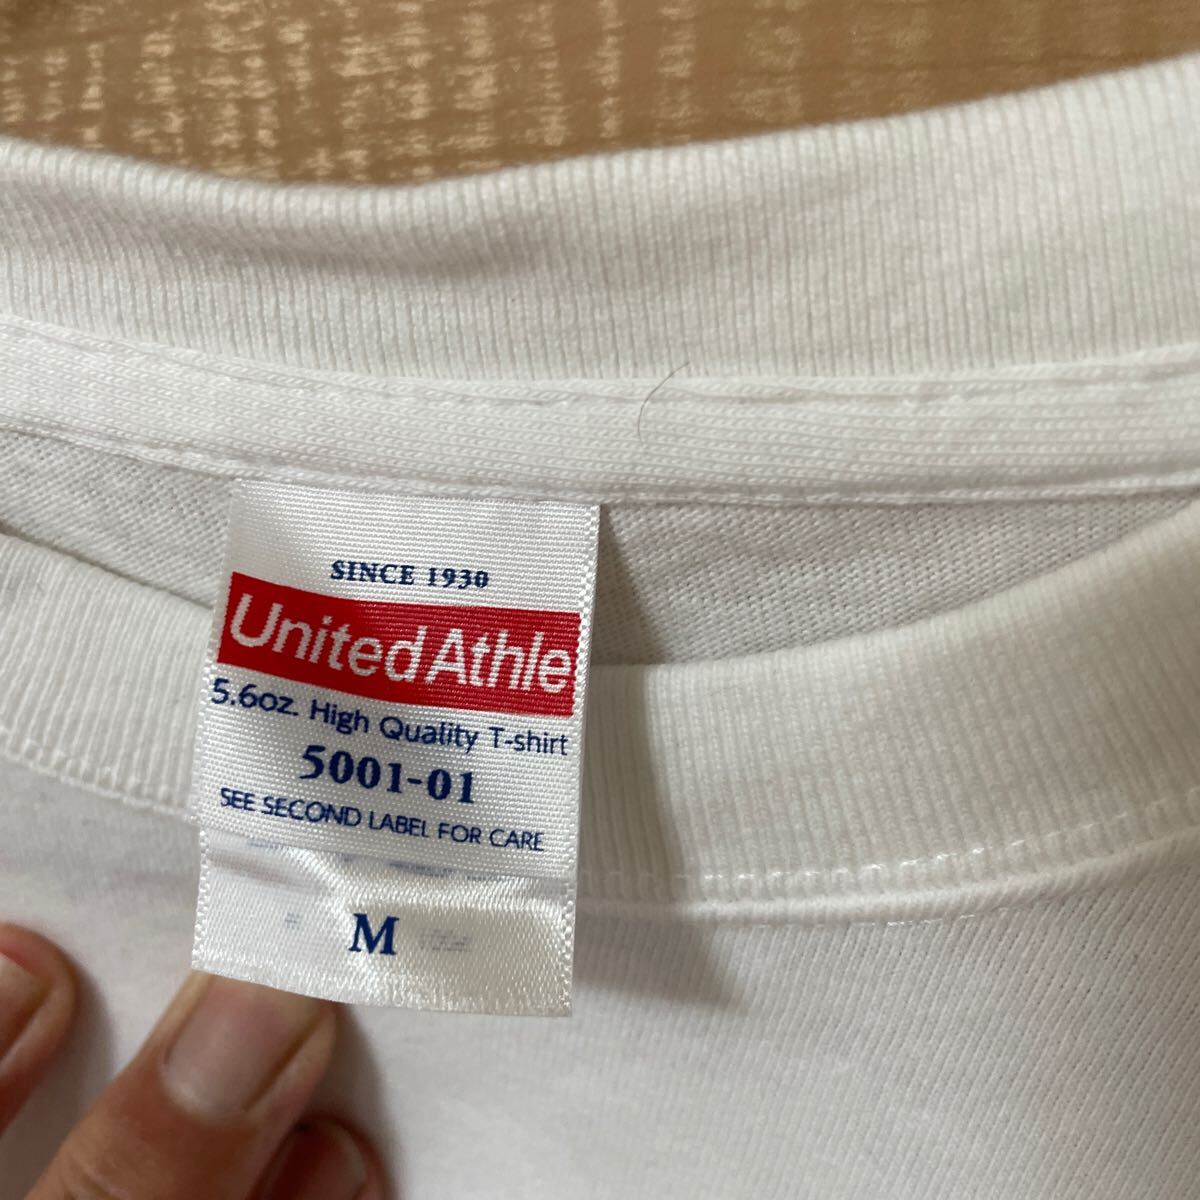 SINCE 1930
United Athle
5.6oz. High Quality T-shirt
5001-01
SEE SECOND LABEL FOR CARE
M